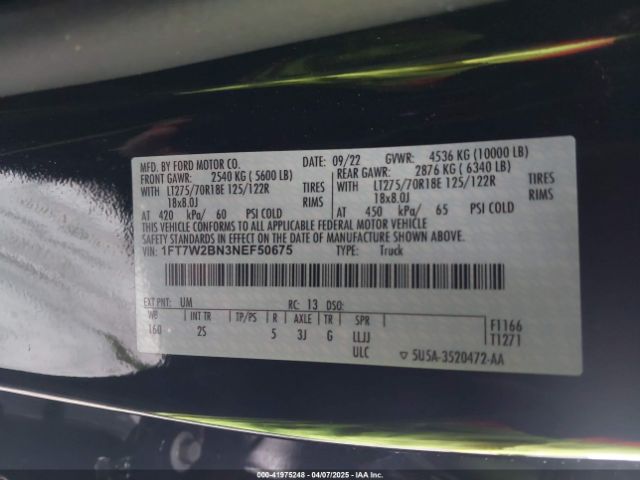 MFD. BY FORD MOTOR CO. DATE: 09/22 GVWR: 4536 KG (10000 LB)
FRONT GAWR: 2540 KG (5600 LB) REAR GAWR: 2876 KG (6340 LB)
WITH LT275/70R18E 125/122R TIRES WITH LT275/70R18E 125/122R TIRES
18x8.0J RIMS 18x8.0J RIMS
AT 420 kPa/ 60 PSI COLD AT 450 kPa/ 65 PSI COLD
THIS VEHICLE CONFORMS TO ALL APPLICABLE FEDERAL MOTOR VEHICLE
SAFETY STANDARDS IN EFFECT ON THE DATE OF MANUFACTURE SHOWN ABOVE.
VIN: 1FT7W2BN3NEF50675 TYPE: Truck
EXT PNT: UM RC: 13 DSO:
WB INT TR TP/PS R AXLE TR SPR
160 2S 5 3J G LLJJ
ULC
F1166
T1271
▽ 5U5A-3520472-AA
000-41975248 - 04/07/2025 - IAA Inc.